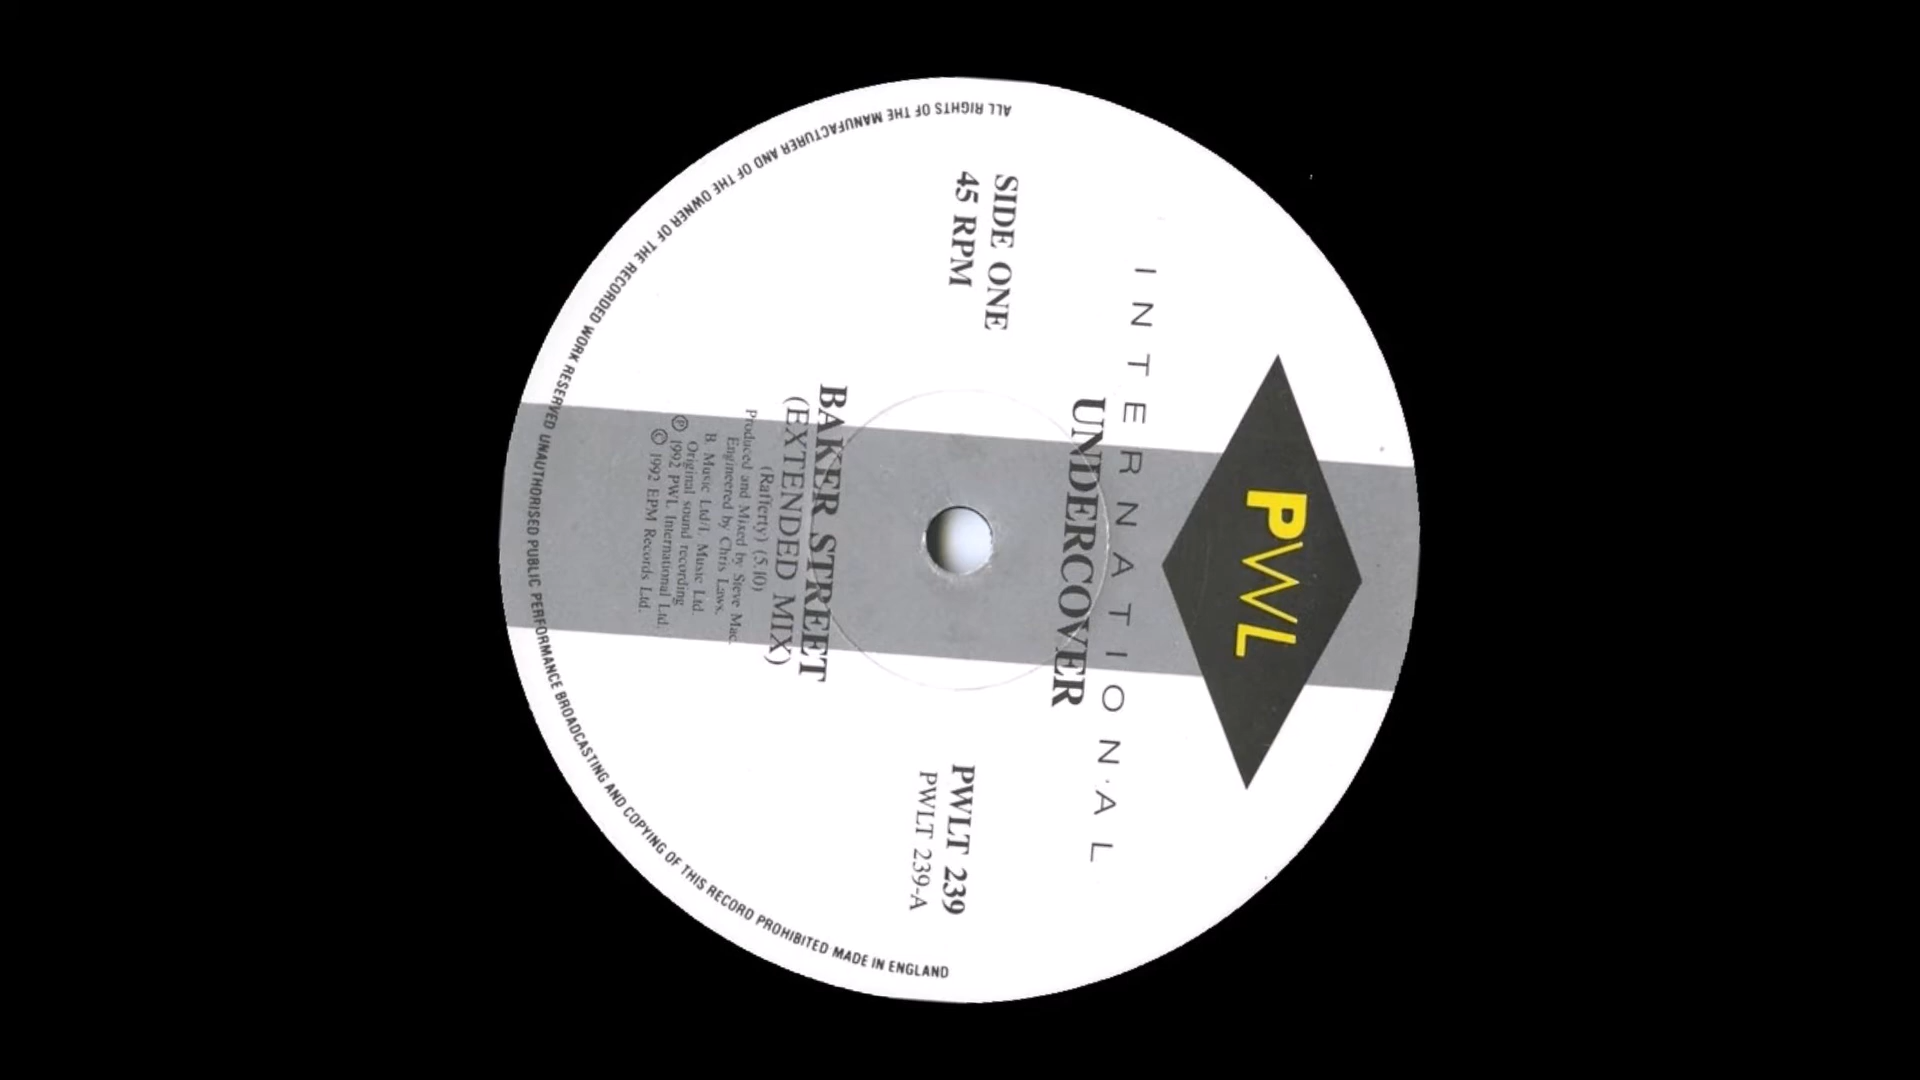 PWL
INTERNATIONAL
UNDERCOVER
SIDE ONE
45 RPM
PWLT 239
PWLT 239-A
BAKER STREET
(EXTENDED MIX)
(Rafferty) (5.10)
Produced and Mixed by Steve Mac.
Engineered by Chris Laws.
B. Music Ltd/L Music Ltd.
Original sound recording
Ⓟ 1992 PWL International Ltd.
© 1992 EPM Records Ltd.
ALL RIGHTS OF THE MANUFACTURER AND OF THE OWNER OF THE RECORDED WORK RESERVED UNAUTHORISED PUBLIC PERFORMANCE BROADCASTING AND COPYING OF THIS RECORD PROHIBITED MADE IN ENGLAND